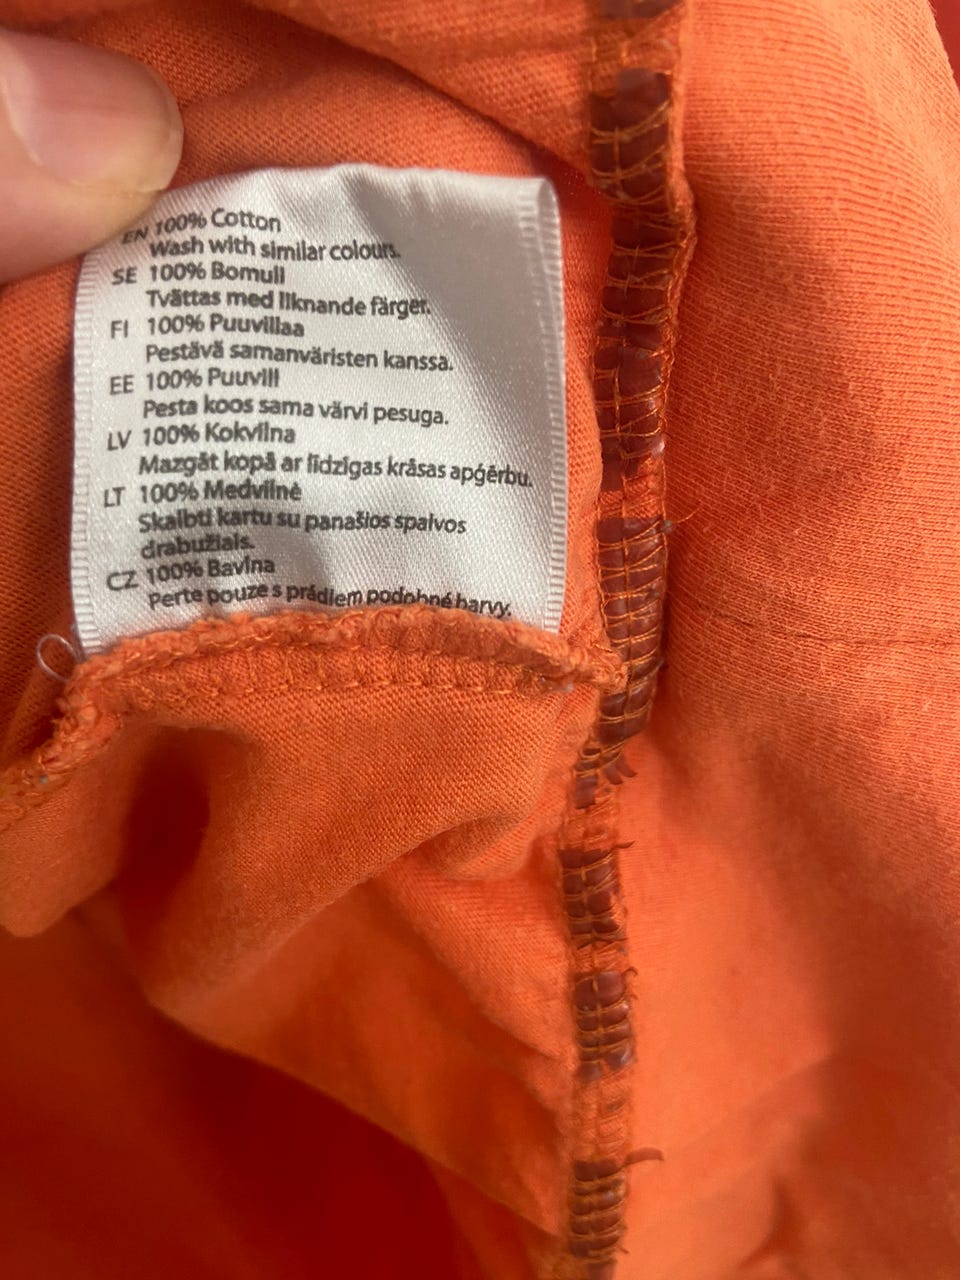 EN 100% Cotton
Wash with similar colours.
SE 100% Bomull
Tvättas med liknande färger.
FI 100% Puuvillaa
Pestävä samanväristen kanssa.
EE 100% Puuvill
Pesta koos sama värvi pesuga.
LV 100% Kokvilna
Mazgāt kopā ar līdzīgas krāsas apģērbu.
LT 100% Medvilnė
Skalbti kartu su panašios spalvos
drabužiais.
CZ 100% Bavlna
Perte pouze s prádlem podobné barvy.